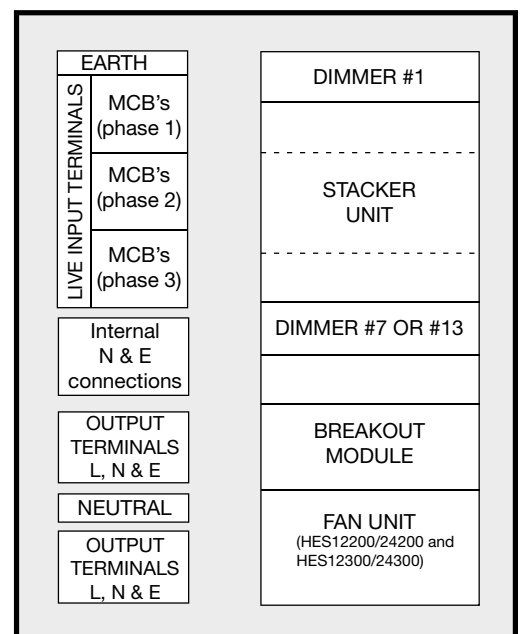 EARTH
LIVE INPUT TERMINALS
MCB's
(phase 1)
MCB's
(phase 2)
MCB's
(phase 3)
Internal
N & E
connections
OUTPUT
TERMINALS
L, N & E
NEUTRAL
OUTPUT
TERMINALS
L, N & E
DIMMER #1
STACKER
UNIT
DIMMER #7 OR #13
BREAKOUT
MODULE
FAN UNIT
(HES12200/24200 and
HES12300/24300)